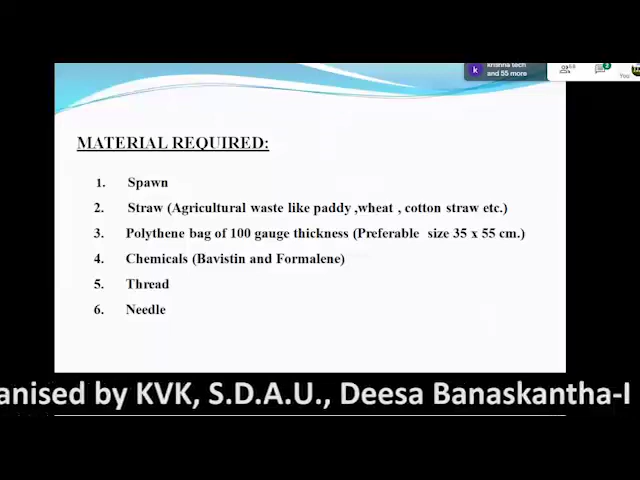 k krishna tech
and 55 more
You
MATERIAL REQUIRED:
1. Spawn
2. Straw (Agricultural waste like paddy ,wheat , cotton straw etc.)
3. Polythene bag of 100 gauge thickness (Preferable size 35 x 55 cm.)
4. Chemicals (Bavistin and Formalene)
5. Thread
6. Needle
anised by KVK, S.D.A.U., Deesa Banaskantha-I